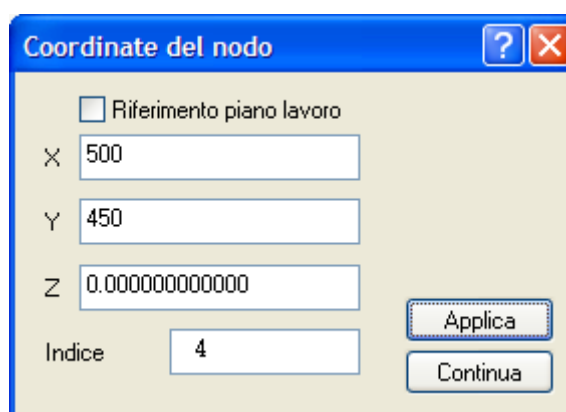 Coordinate del nodo
Riferimento piano lavoro
X 500
Y 450
Z 0.000000000000
Applica
Indice 4
Continua